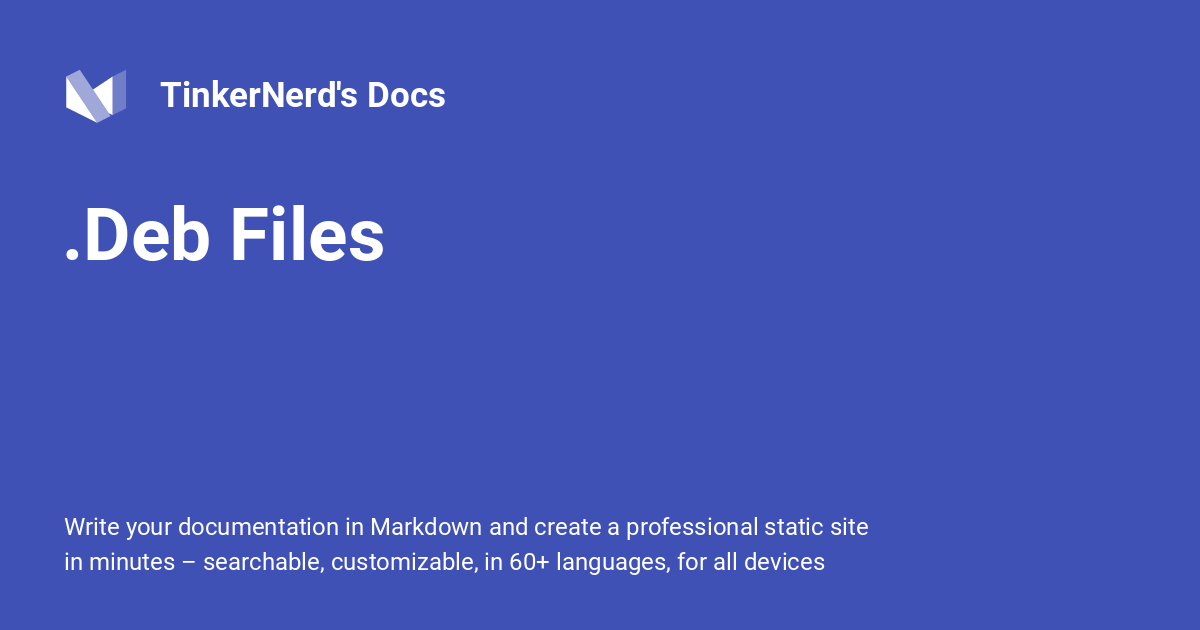 TinkerNerd's Docs
.Deb Files
Write your documentation in Markdown and create a professional static site
in minutes – searchable, customizable, in 60+ languages, for all devices